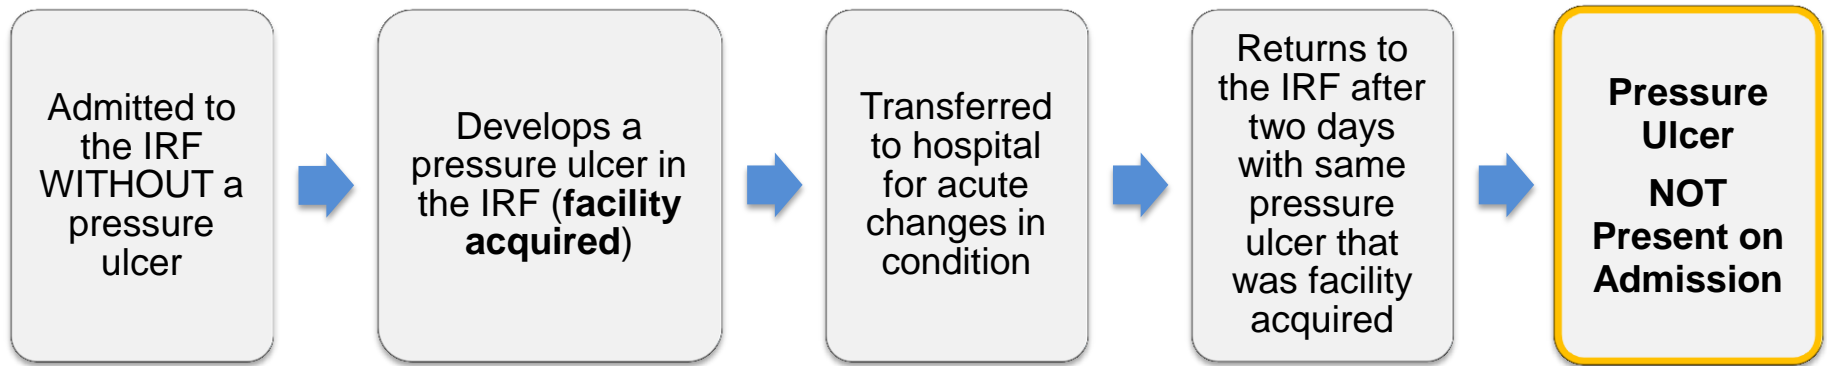 Admitted to
the IRF
WITHOUT a
pressure
ulcer
Develops a
pressure ulcer in
the IRF (facility
acquired)
Transferred
to hospital
for acute
changes in
condition
Returns to
the IRF after
two days
with same
pressure
ulcer that
was facility
acquired
Pressure
Ulcer
NOT
Present on
Admission